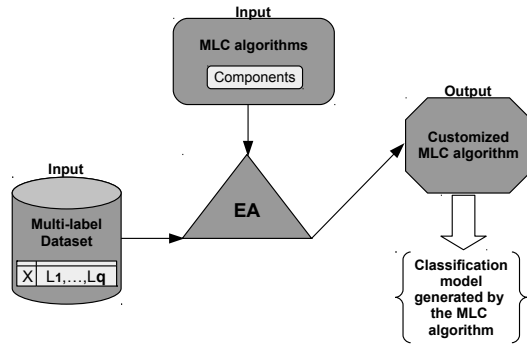 Input
MLC algorithms
Components
Output
Customized
MLC algorithm
Input
Multi-label
Dataset
X L1,...,Lq
EA
Classification
model
generated by
the MLC
algorithm